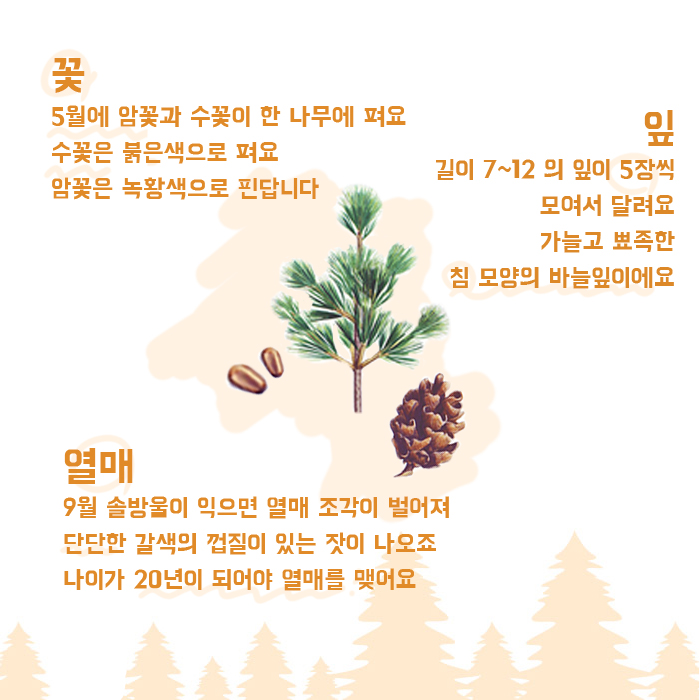 꽃
5월에 암꽃과 수꽃이 한 나무에 펴요
수꽃은 붉은색으로 펴요
암꽃은 녹황색으로 핀답니다
잎
길이 7~12 의 잎이 5장씩
모여서 달려요
가늘고 뾰족한
침 모양의 바늘잎이에요
열매
9월 솔방울이 익으면 열매 조각이 벌어져
단단한 갈색의 껍질이 있는 잣이 나오죠
나이가 20년이 되어야 열매를 맺어요